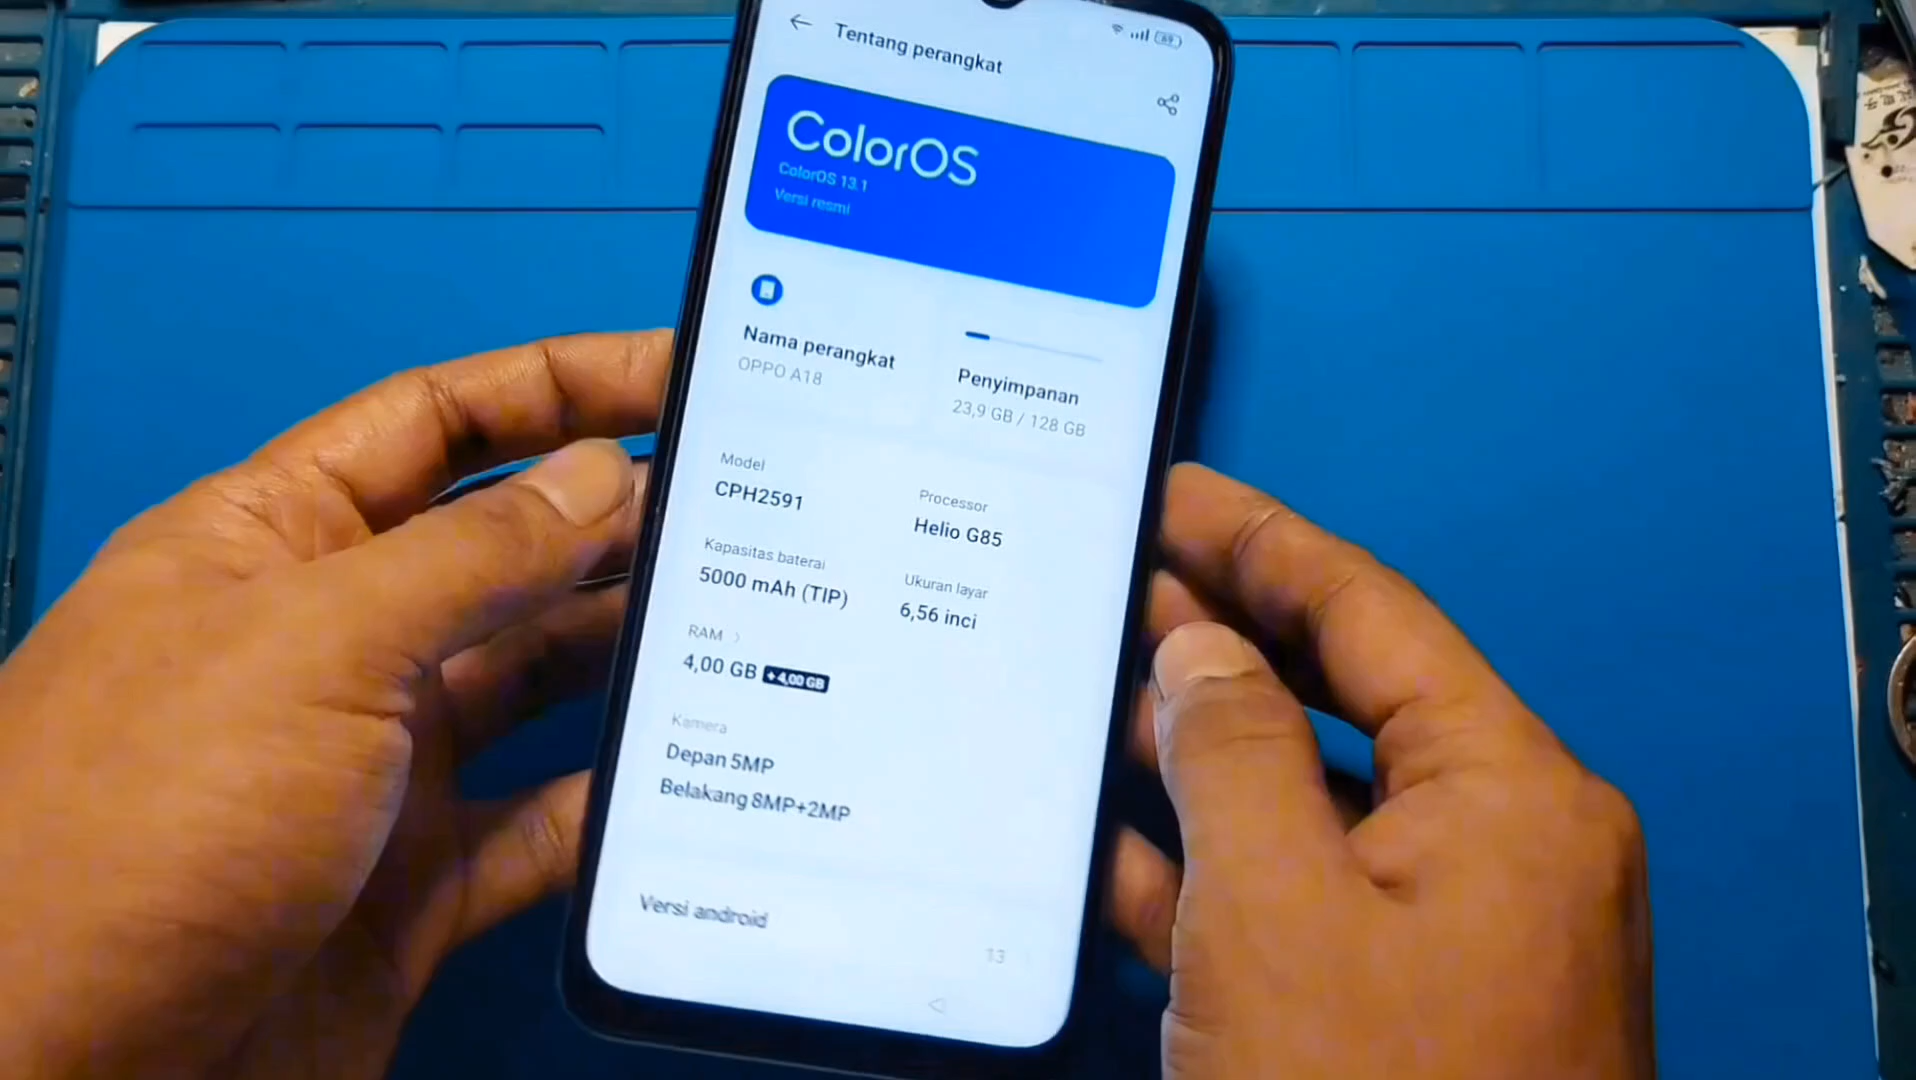 Tentang perangkat
89
ColorOS
ColorOS 13.1
Versi resmi
Nama perangkat
OPPO A18
Penyimpanan
23,9 GB / 128 GB
Model
CPH2591
Processor
Helio G85
Kapasitas baterai
5000 mAh (TIP)
Ukuran layar
6,56 inci
RAM
4,00 GB +4,00 GB
Kamera
Depan 5MP
Belakang 8MP+2MP
Versi android
13